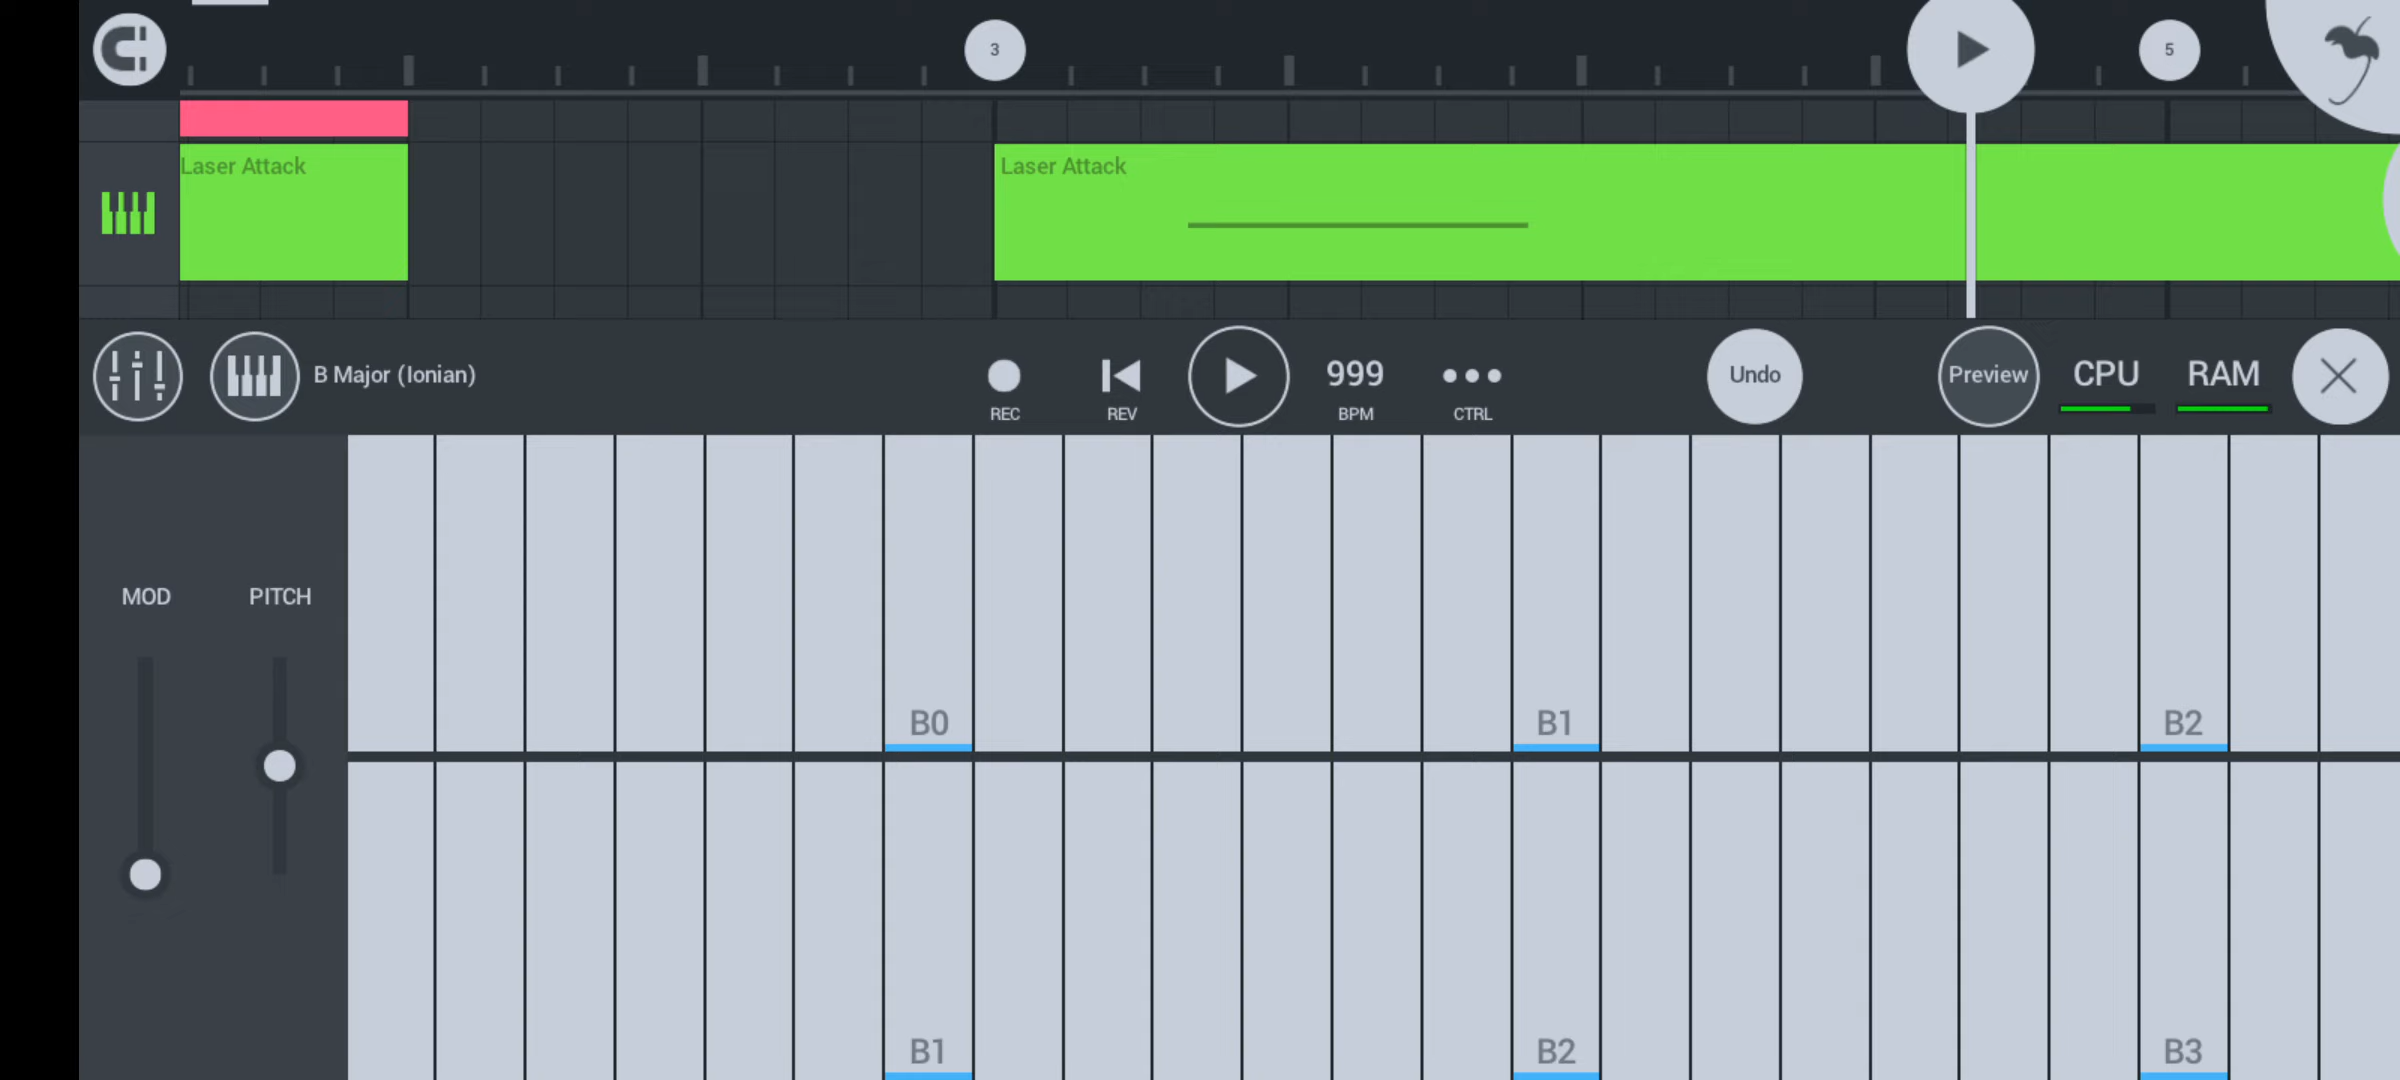 3
5
Laser Attack
Laser Attack
B Major (Ionian)
REC
REV
999
BPM
CTRL
Undo
Preview
CPU
RAM
MOD
PITCH
B0
B1
B2
B1
B2
B3